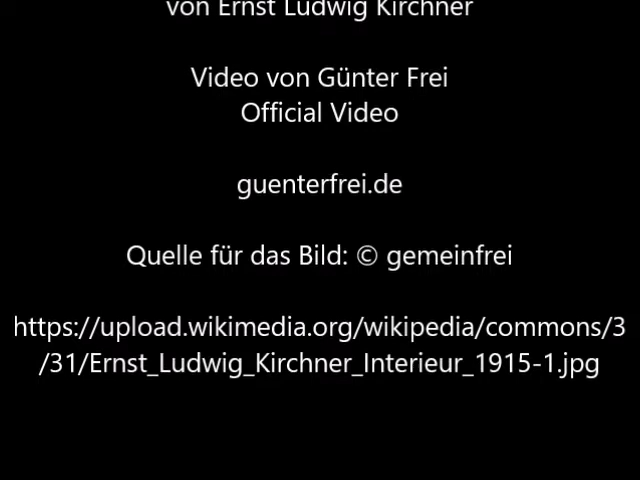 von Ernst Ludwig Kirchner
Video von Günter Frei
Official Video
guenterfrei.de
Quelle für das Bild: © gemeinfrei
https://upload.wikimedia.org/wikipedia/commons/3
/31/Ernst_Ludwig_Kirchner_Interieur_1915-1.jpg